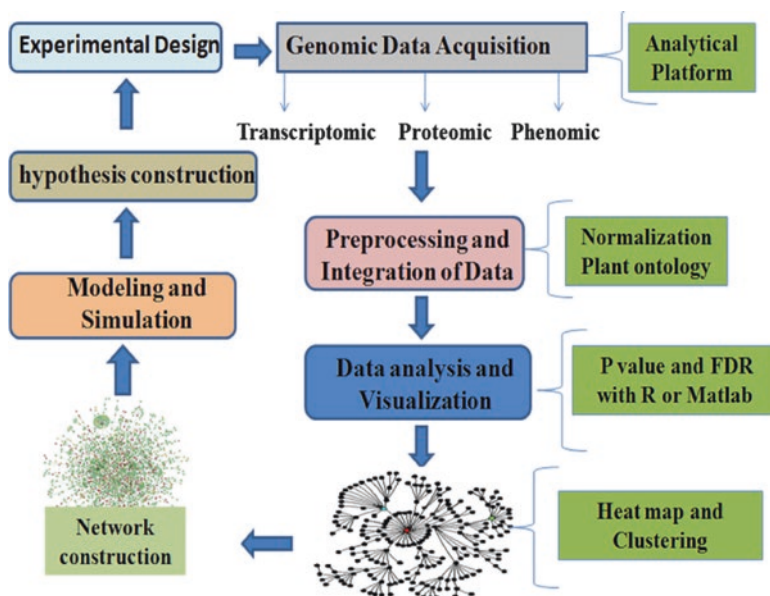 Experimental Design
Genomic Data Acquisition
Analytical
Platform
Transcriptomic
Proteomic
Phenomic
hypothesis construction
Preprocessing and
Integration of Data
Normalization
Plant ontology
Modeling and
Simulation
Data analysis and
Visualization
P value and FDR
with R or Matlab
Network
construction
Heat map and
Clustering